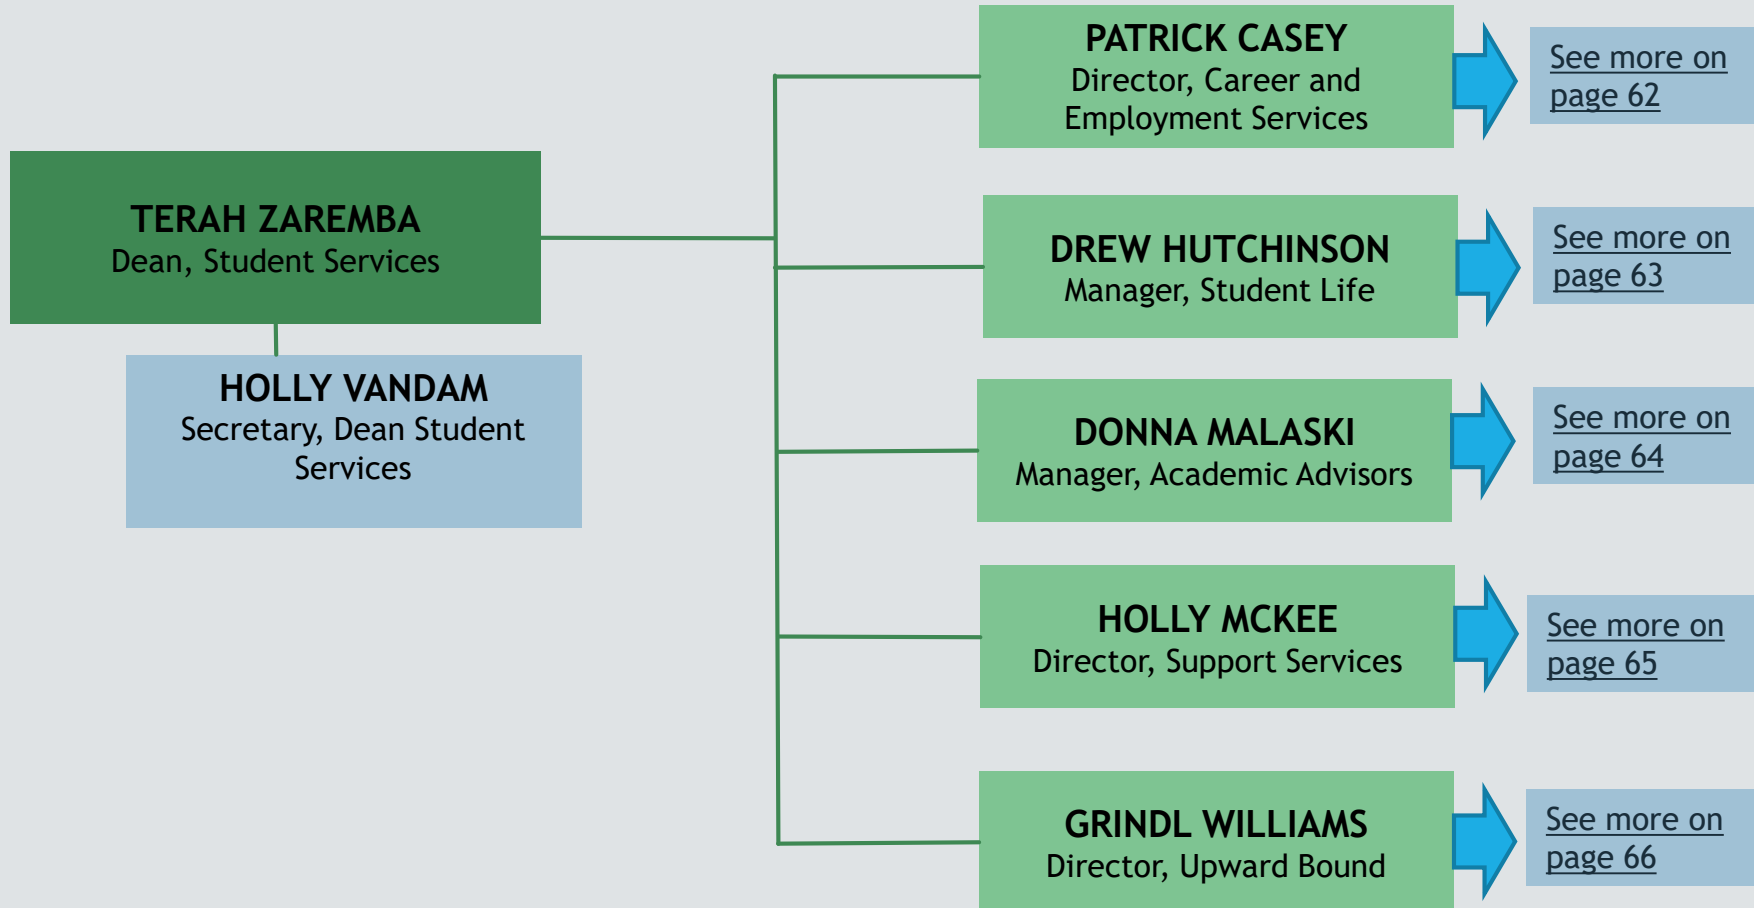 TERAH ZAREMBA
Dean, Student Services
HOLLY VANDAM
Secretary, Dean Student
Services
PATRICK CASEY
Director, Career and
Employment Services
See more on
page 62
DREW HUTCHINSON
Manager, Student Life
See more on
page 63
DONNA MALASKI
Manager, Academic Advisors
See more on
page 64
HOLLY MCKEE
Director, Support Services
See more on
page 65
GRINDL WILLIAMS
Director, Upward Bound
See more on
page 66